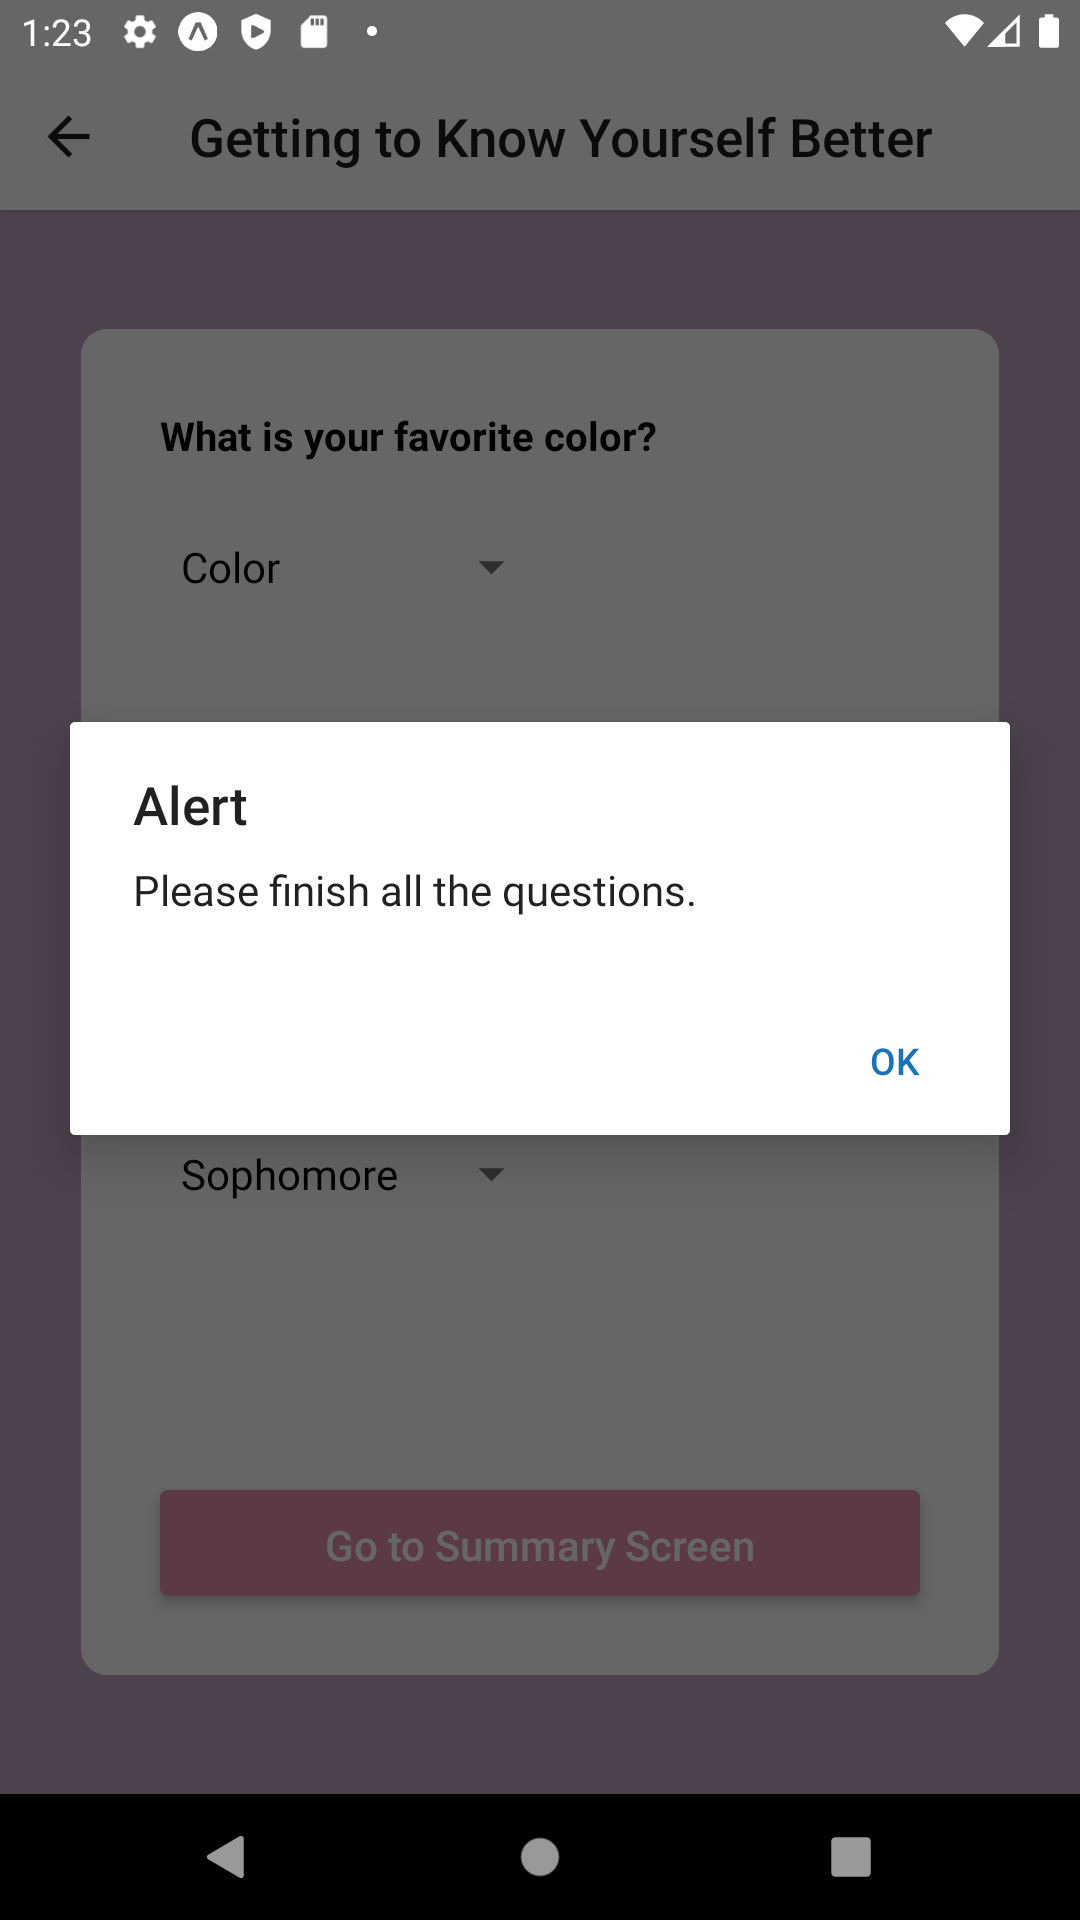 1:23
Getting to Know Yourself Better
What is your favorite color?
Color
Alert
Please finish all the questions.
OK
Sophomore
Go to Summary Screen